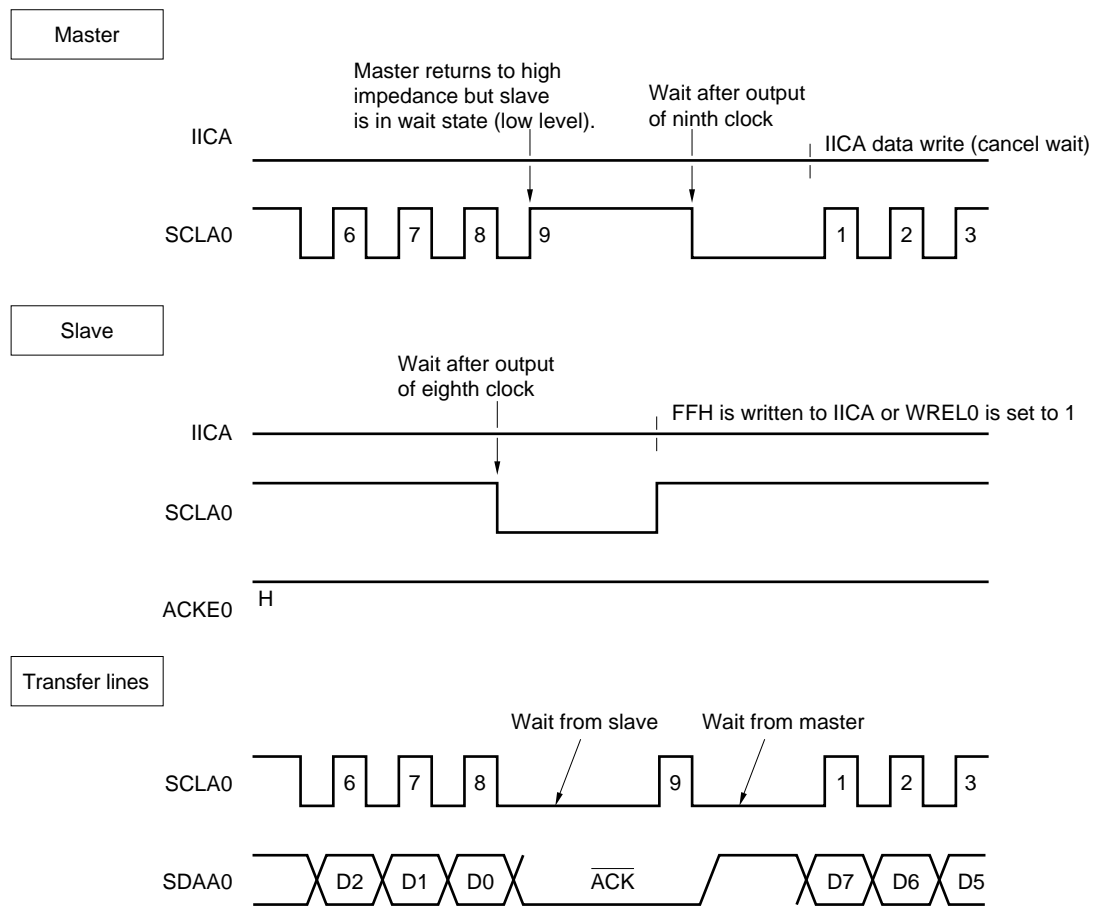 Master
Master returns to high
impedance but slave
is in wait state (low level).
Wait after output
of ninth clock
IICA
IICA data write (cancel wait)
SCLA0
6 7 8 9 1 2 3
Slave
Wait after output
of eighth clock
FFH is written to IICA or WREL0 is set to 1
IICA
SCLA0
H
ACKE0
Transfer lines
Wait from slave
Wait from master
SCLA0
6 7 8 9 1 2 3
SDAA0
D2 D1 D0 ACK D7 D6 D5